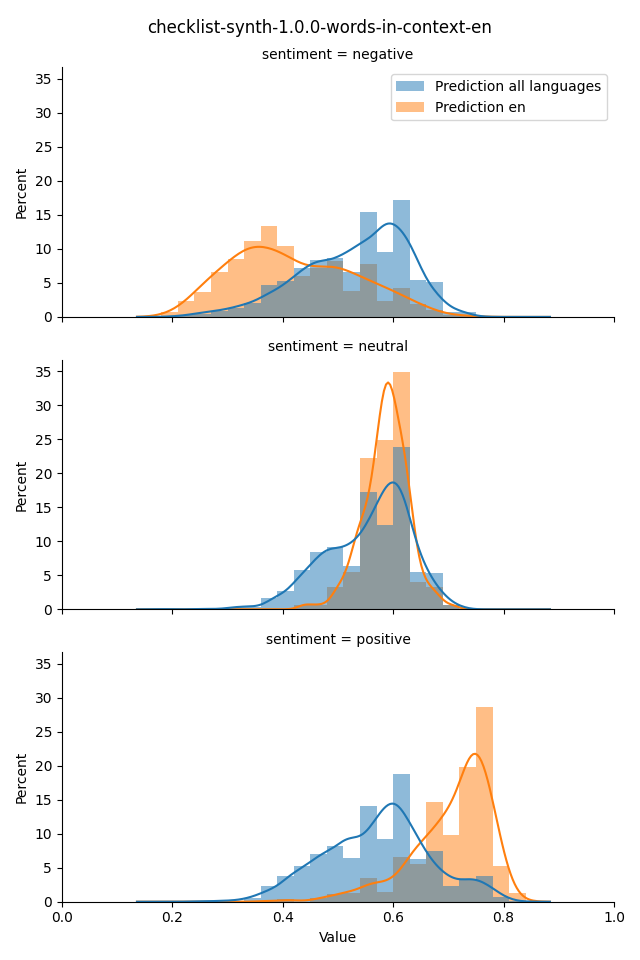 checklist-synth-1.0.0-words-in-context-en
sentiment = negative
Prediction all languages
Prediction en
35
30
25
20
15
10
5
0
Percent
sentiment = neutral
35
30
25
20
15
10
5
0
Percent
sentiment = positive
35
30
25
20
15
10
5
0
Percent
0.0 0.2 0.4 0.6 0.8 1.0
Value